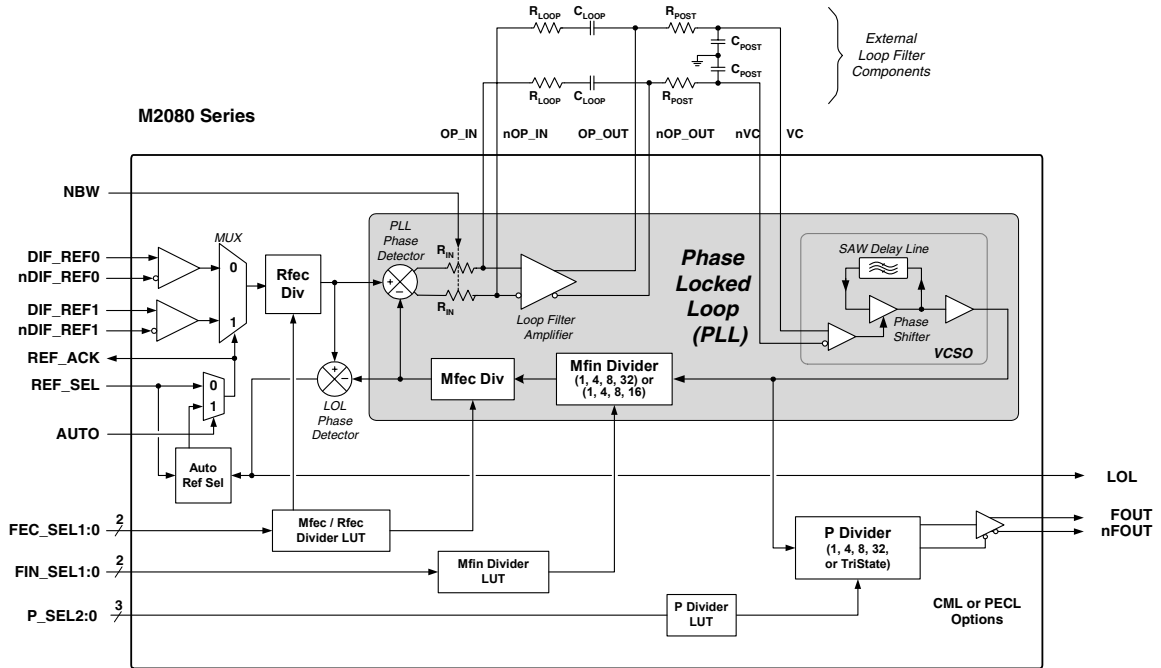 R_LOOP
C_LOOP
R_POST
C_POST
C_POST
R_LOOP
C_LOOP
R_POST
External
Loop Filter
Components
M2080 Series
OP_IN
nOP_IN
OP_OUT
nOP_OUT
nVC
VC
NBW
MUX
PLL
Phase
Detector
R_IN
R_IN
Loop Filter
Amplifier
Phase
Locked
Loop
(PLL)
SAW Delay Line
Phase
Shifter
VCSO
DIF_REF0
nDIF_REF0
DIF_REF1
nDIF_REF1
0
1
Rfec
Div
+
–
REF_ACK
REF_SEL
0
1
AUTO
+
–
LOL
Phase
Detector
Mfec Div
Mfin Divider
(1, 4, 8, 32) or
(1, 4, 8, 16)
Auto
Ref Sel
LOL
FEC_SEL1:0
2
Mfec / Rfec
Divider LUT
FIN_SEL1:0
2
Mfin Divider
LUT
P_SEL2:0
3
P Divider
LUT
P Divider
(1, 4, 8, 32,
or TriState)
FOUT
nFOUT
CML or PECL
Options